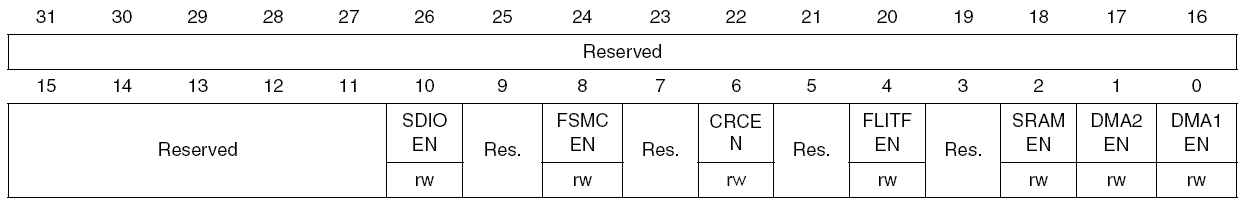 31 30 29 28 27 26 25 24 23 22 21 20 19 18 17 16
Reserved
15 14 13 12 11 10 9 8 7 6 5 4 3 2 1 0
Reserved SDIO EN Res. FSMC EN Res. CRCE N Res. FLITF EN Res. SRAM EN DMA2 EN DMA1 EN
rw rw rw rw rw rw rw